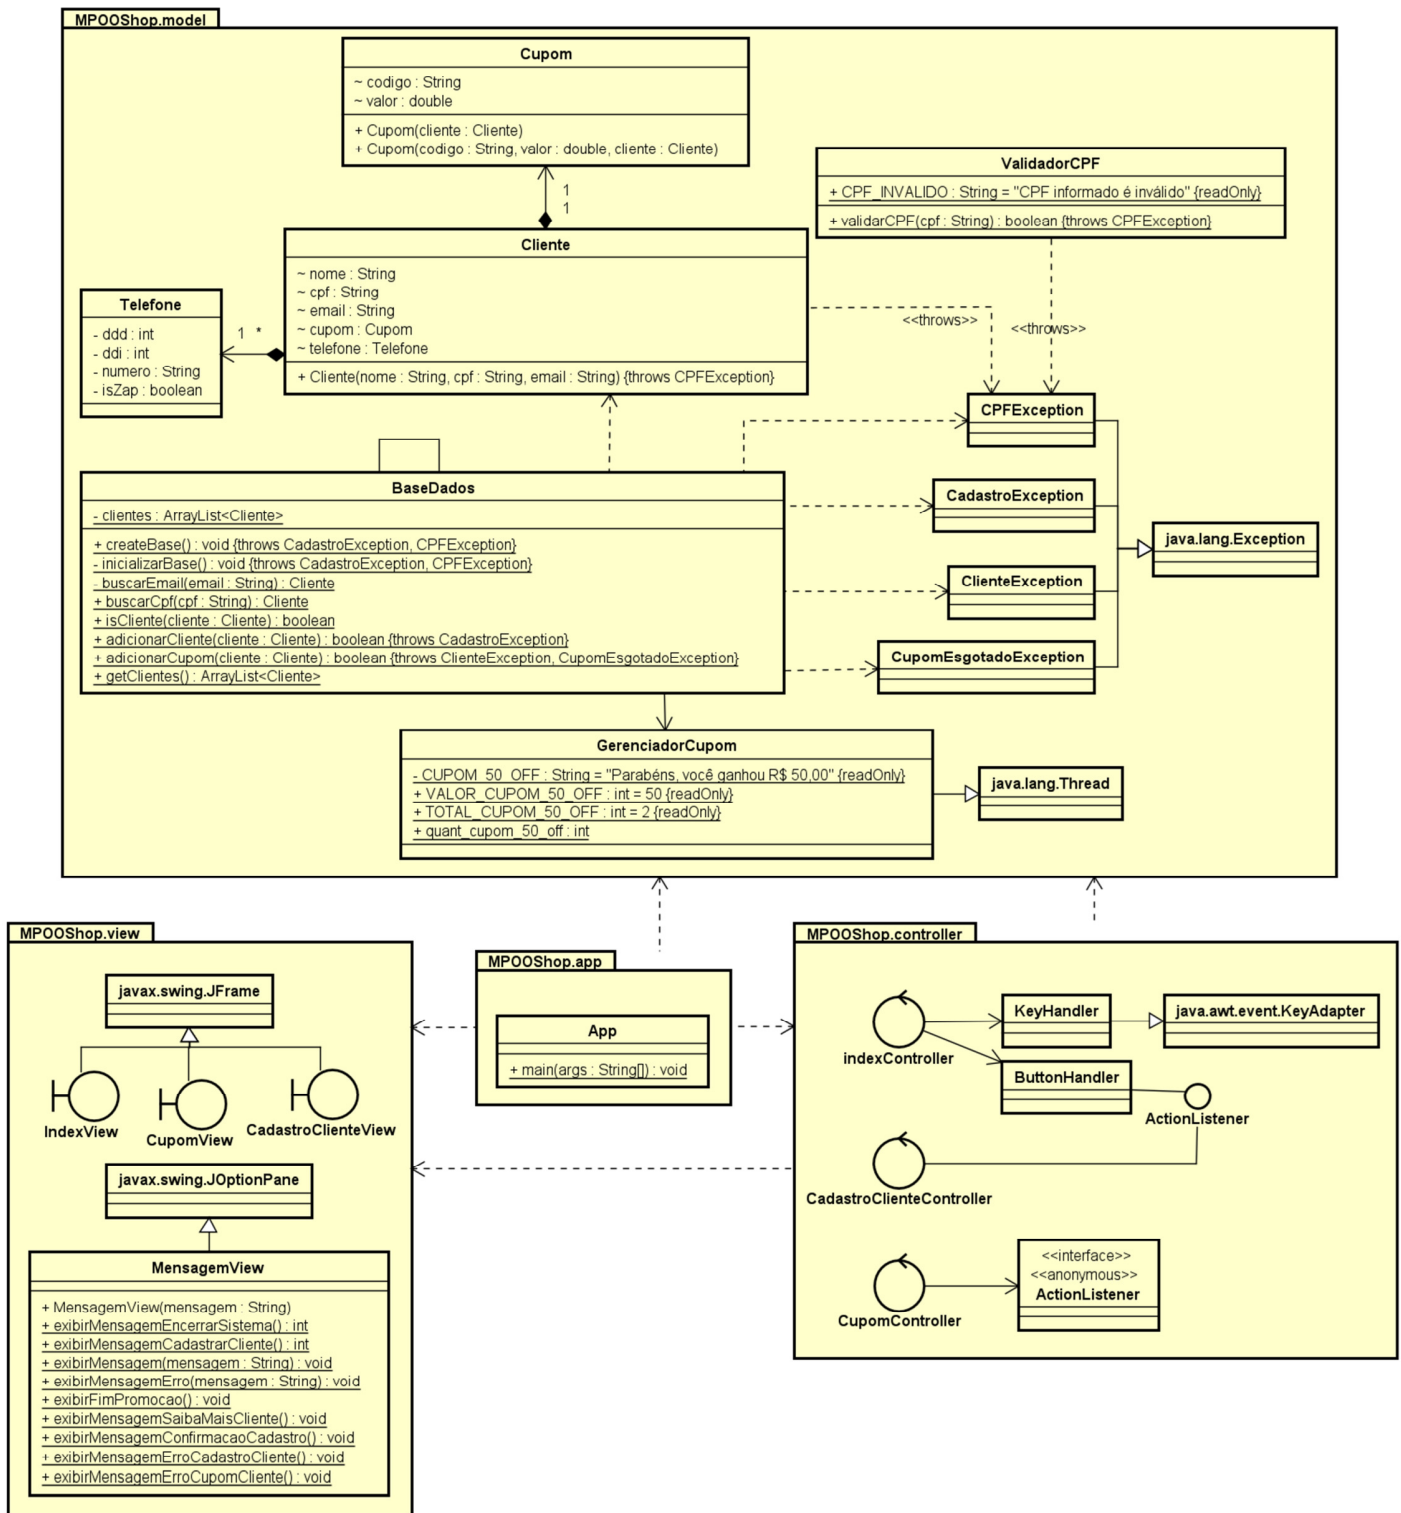 MPOOShop.model
Cupom
~ codigo : String
~ valor : double
+ Cupom(cliente : Cliente)
+ Cupom(codigo : String, valor : double, cliente : Cliente)
ValidadorCPF
+ CPF_INVALIDO : String = "CPF informado é inválido" {readOnly}
+ validarCPF(cpf : String) : boolean {throws CPFException}
1
1
Cliente
~ nome : String
~ cpf : String
~ email : String
~ cupom : Cupom
~ telefone : Telefone
+ Cliente(nome : String, cpf : String, email : String) {throws CPFException}
Telefone
- ddd : int
- ddi : int
- numero : String
- isZap : boolean
1 *
<<throws>>
<<throws>>
CPFException
BaseDados
- clientes : ArrayList<Cliente>
+ createBase() : void {throws CadastroException, CPFException}
- inicializarBase() : void {throws CadastroException, CPFException}
- buscarEmail(email : String) : Cliente
+ buscarCpf(cpf : String) : Cliente
+ isCliente(cliente : Cliente) : boolean
+ adicionarCliente(cliente : Cliente) : boolean {throws CadastroException}
+ adicionarCupom(cliente : Cliente) : boolean {throws ClienteException, CupomEsgotadoException}
+ getClientes() : ArrayList<Cliente>
CadastroException
java.lang.Exception
ClienteException
CupomEsgotadoException
GerenciadorCupom
- CUPOM_50_OFF : String = "Parabéns, você ganhou R$ 50,00" {readOnly}
+ VALOR_CUPOM_50_OFF : int = 50 {readOnly}
+ TOTAL_CUPOM_50_OFF : int = 2 {readOnly}
+ quant_cupom_50_off : int
java.lang.Thread
MPOOShop.view
javax.swing.JFrame
IndexView
CupomView
CadastroClienteView
javax.swing.JOptionPane
MensagemView
+ MensagemView(mensagem : String)
+ exibirMensagemEncerrarSistema() : int
+ exibirMensagemCadastrarCliente() : int
+ exibirMensagem(mensagem : String) : void
+ exibirMensagemErro(mensagem : String) : void
+ exibirFimPromocao() : void
+ exibirMensagemSaibaMaisCliente() : void
+ exibirMensagemConfirmacaoCadastro() : void
+ exibirMensagemErroCadastroCliente() : void
+ exibirMensagemErroCupomCliente() : void
MPOOShop.app
App
+ main(args : String[]) : void
MPOOShop.controller
indexController
KeyHandler
java.awt.event.KeyAdapter
ButtonHandler
ActionListener
CadastroClienteController
CupomController
<<interface>>
<<anonymous>>
ActionListener